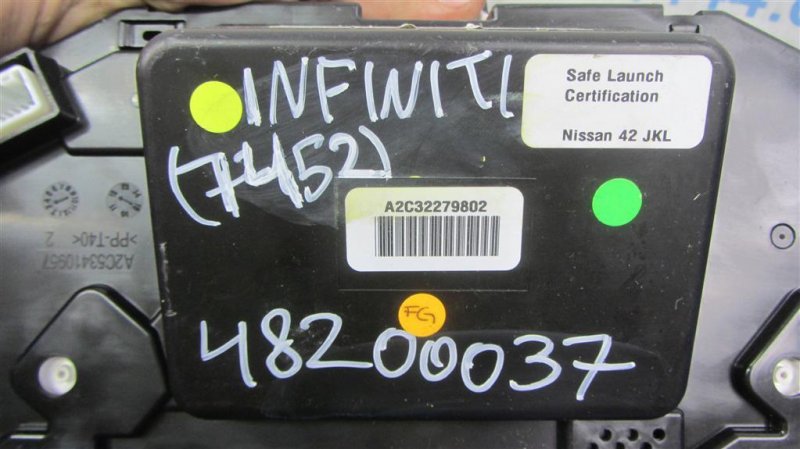 INFINITI
(7452)
Safe Launch
Certification
Nissan 42 JKL
A2C32279802
FG
48200037
>PP-T40< 2
A2C53410957